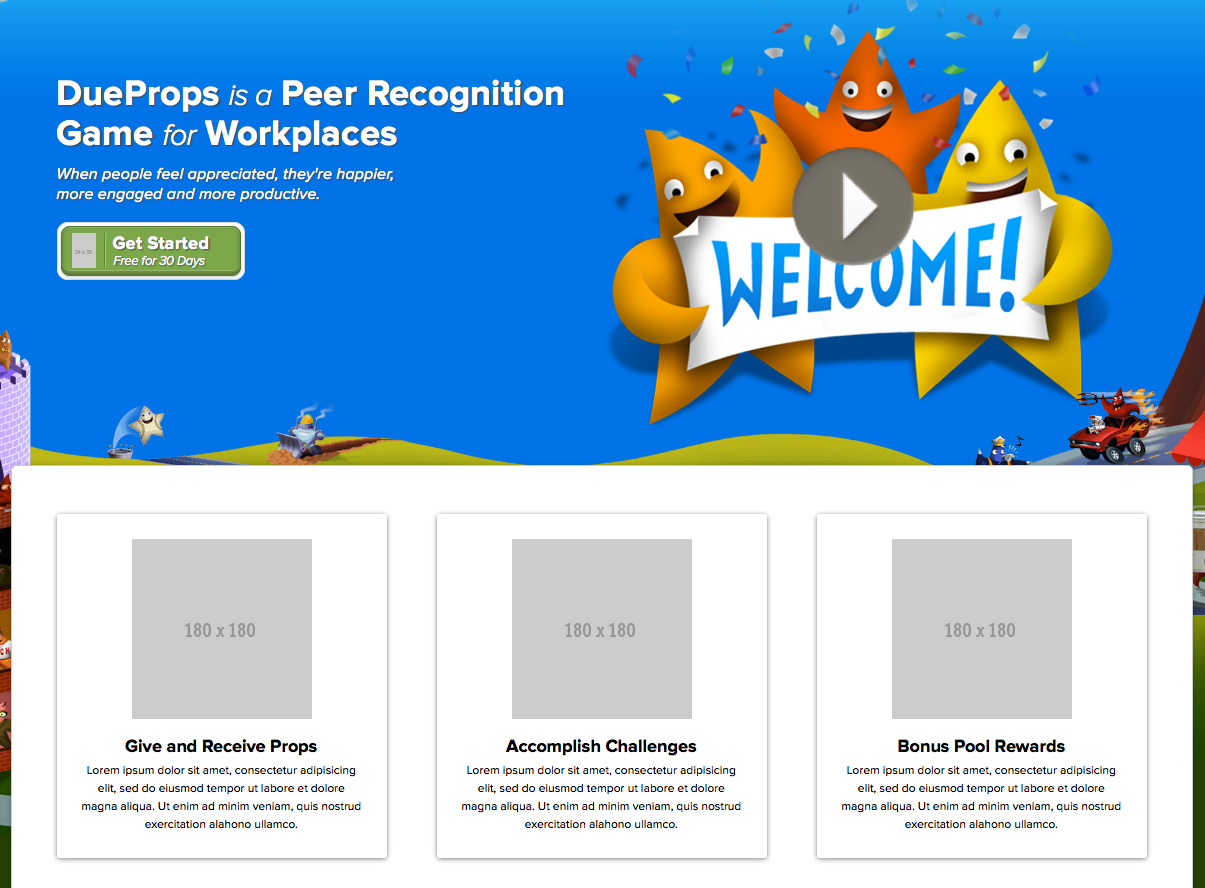 DueProps is a Peer Recognition
Game for Workplaces
When people feel appreciated, they're happier,
more engaged and more productive.
Get Started
Free for 30 Days
WELCOME!
180 x 180
180 x 180
180 x 180
Give and Receive Props
Lorem ipsum dolor sit amet, consectetur adipisicing
elit, sed do eiusmod tempor ut labore et dolore
magna aliqua. Ut enim ad minim veniam, quis nostrud
exercitation alahono ullamco.
Accomplish Challenges
Lorem ipsum dolor sit amet, consectetur adipisicing
elit, sed do eiusmod tempor ut labore et dolore
magna aliqua. Ut enim ad minim veniam, quis nostrud
exercitation alahono ullamco.
Bonus Pool Rewards
Lorem ipsum dolor sit amet, consectetur adipisicing
elit, sed do eiusmod tempor ut labore et dolore
magna aliqua. Ut enim ad minim veniam, quis nostrud
exercitation alahono ullamco.